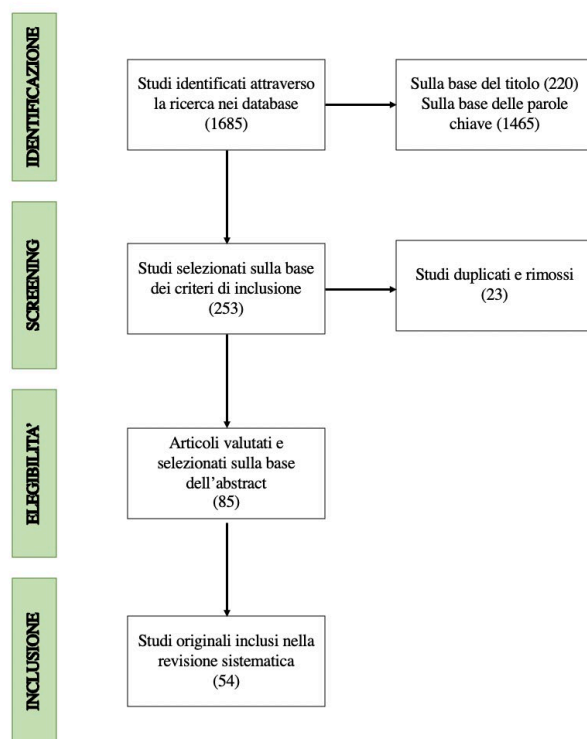 IDENTIFICAZIONE
Studi identificati attraverso
la ricerca nei database
(1685)
Sulla base del titolo (220)
Sulla base delle parole
chiave (1465)
SCREENING
Studi selezionati sulla base
dei criteri di inclusione
(253)
Studi duplicati e rimossi
(23)
ELEGIBILITA’
Articoli valutati e
selezionati sulla base
dell’abstract
(85)
INCLUSIONE
Studi originali inclusi nella
revisione sistematica
(54)